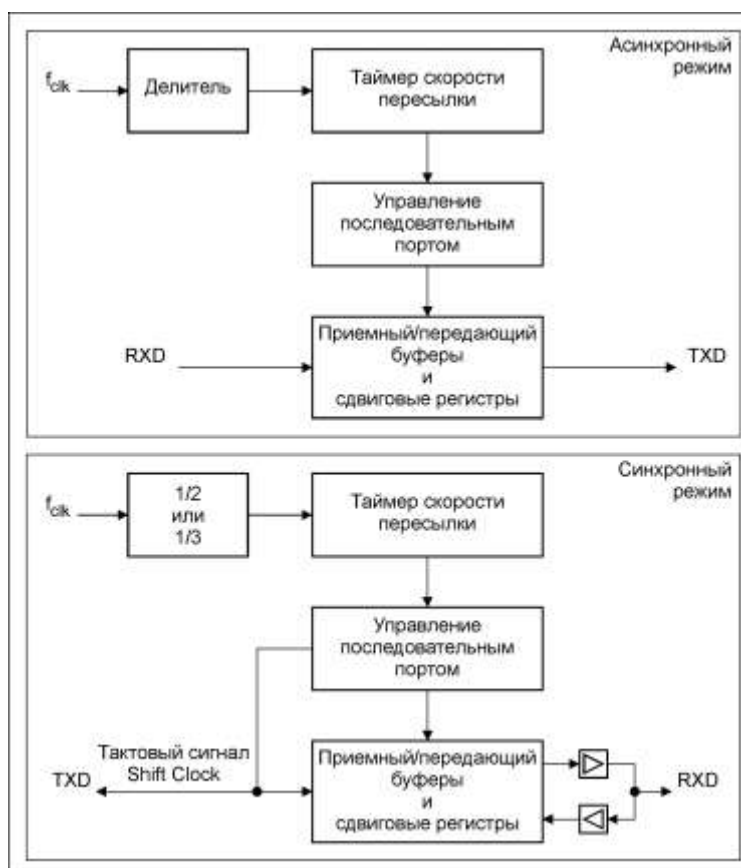 Асинхронный
режим
f_clk
Делитель
Таймер скорости
пересылки
Управление
последовательным
портом
RXD
Приемный/передающий
буферы
и
сдвиговые регистры
TXD
Синхронный
режим
f_clk
1/2
или
1/3
Таймер скорости
пересылки
Управление
последовательным
портом
Тактовый сигнал
Shift Clock
TXD
Приемный/передающий
буферы
и
сдвиговые регистры
RXD